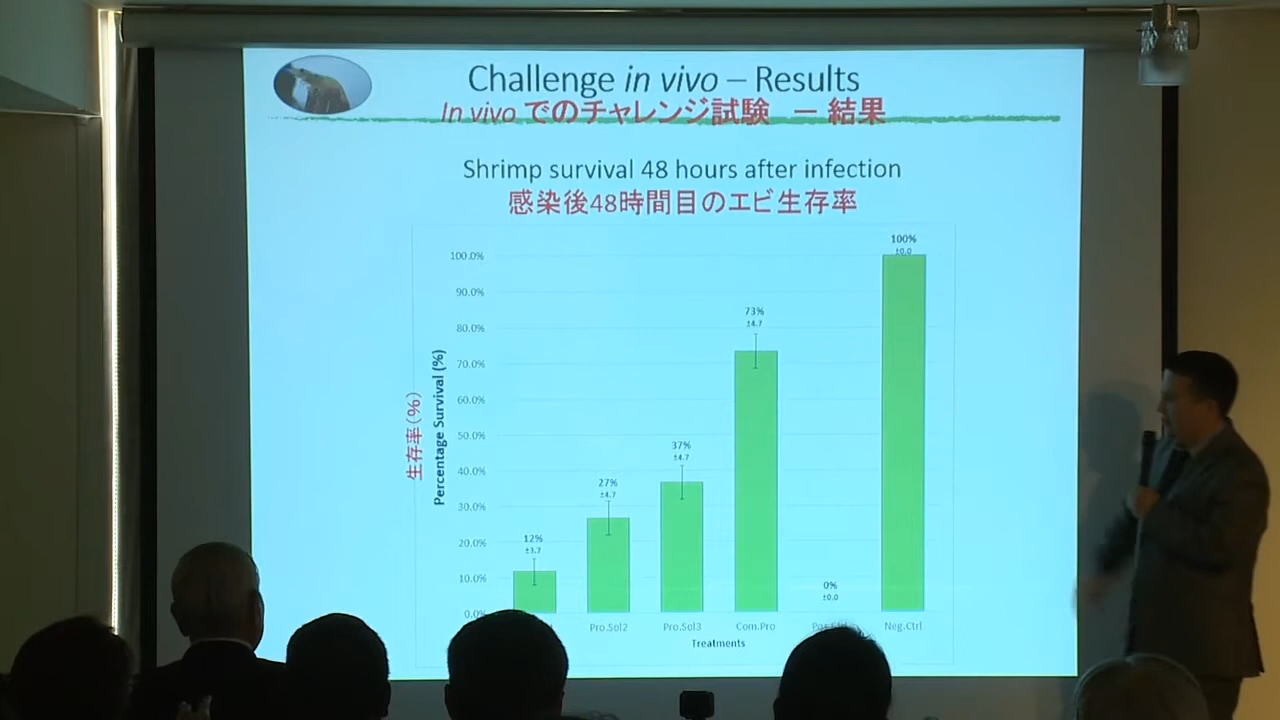 Challenge in vivo – Results
In vivo でのチャレンジ試験 ー 結果
Shrimp survival 48 hours after infection
感染後48時間目のエビ生存率
生存率(%)
Percentage Survival (%)
100.0%
90.0%
80.0%
70.0%
60.0%
50.0%
40.0%
30.0%
20.0%
10.0%
0.0%
12%
±3.7
27%
±4.7
37%
±4.7
73%
±4.7
0%
±0.0
100%
±0.0
Pro.Sol2
Pro.Sol3
Com.Pro
Neg.Ctrl
Treatments